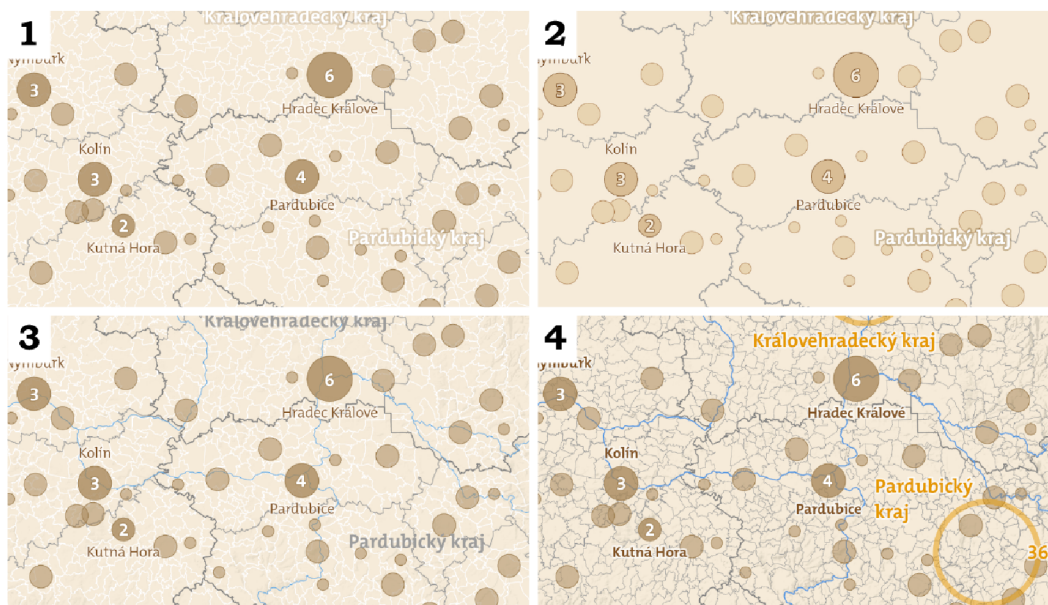 1
Královehradecký kraj
Nymburk
3
6
Hradec Králové
Kolín
3
4
Pardubice
2
Kutná Hora
Pardubický kraj
2
Královehradecký kraj
Nymburk
3
6
Hradec Králové
Kolín
3
4
Pardubice
2
Kutná Hora
Pardubický kraj
3
Královehradecký kraj
Nymburk
3
6
Hradec Králové
Kolín
3
4
Pardubice
2
Kutná Hora
Pardubický kraj
4
Královehradecký kraj
Nymburk
3
6
Hradec Králové
Kolín
3
4
Pardubice
Pardubický
kraj
2
Kutná Hora
36